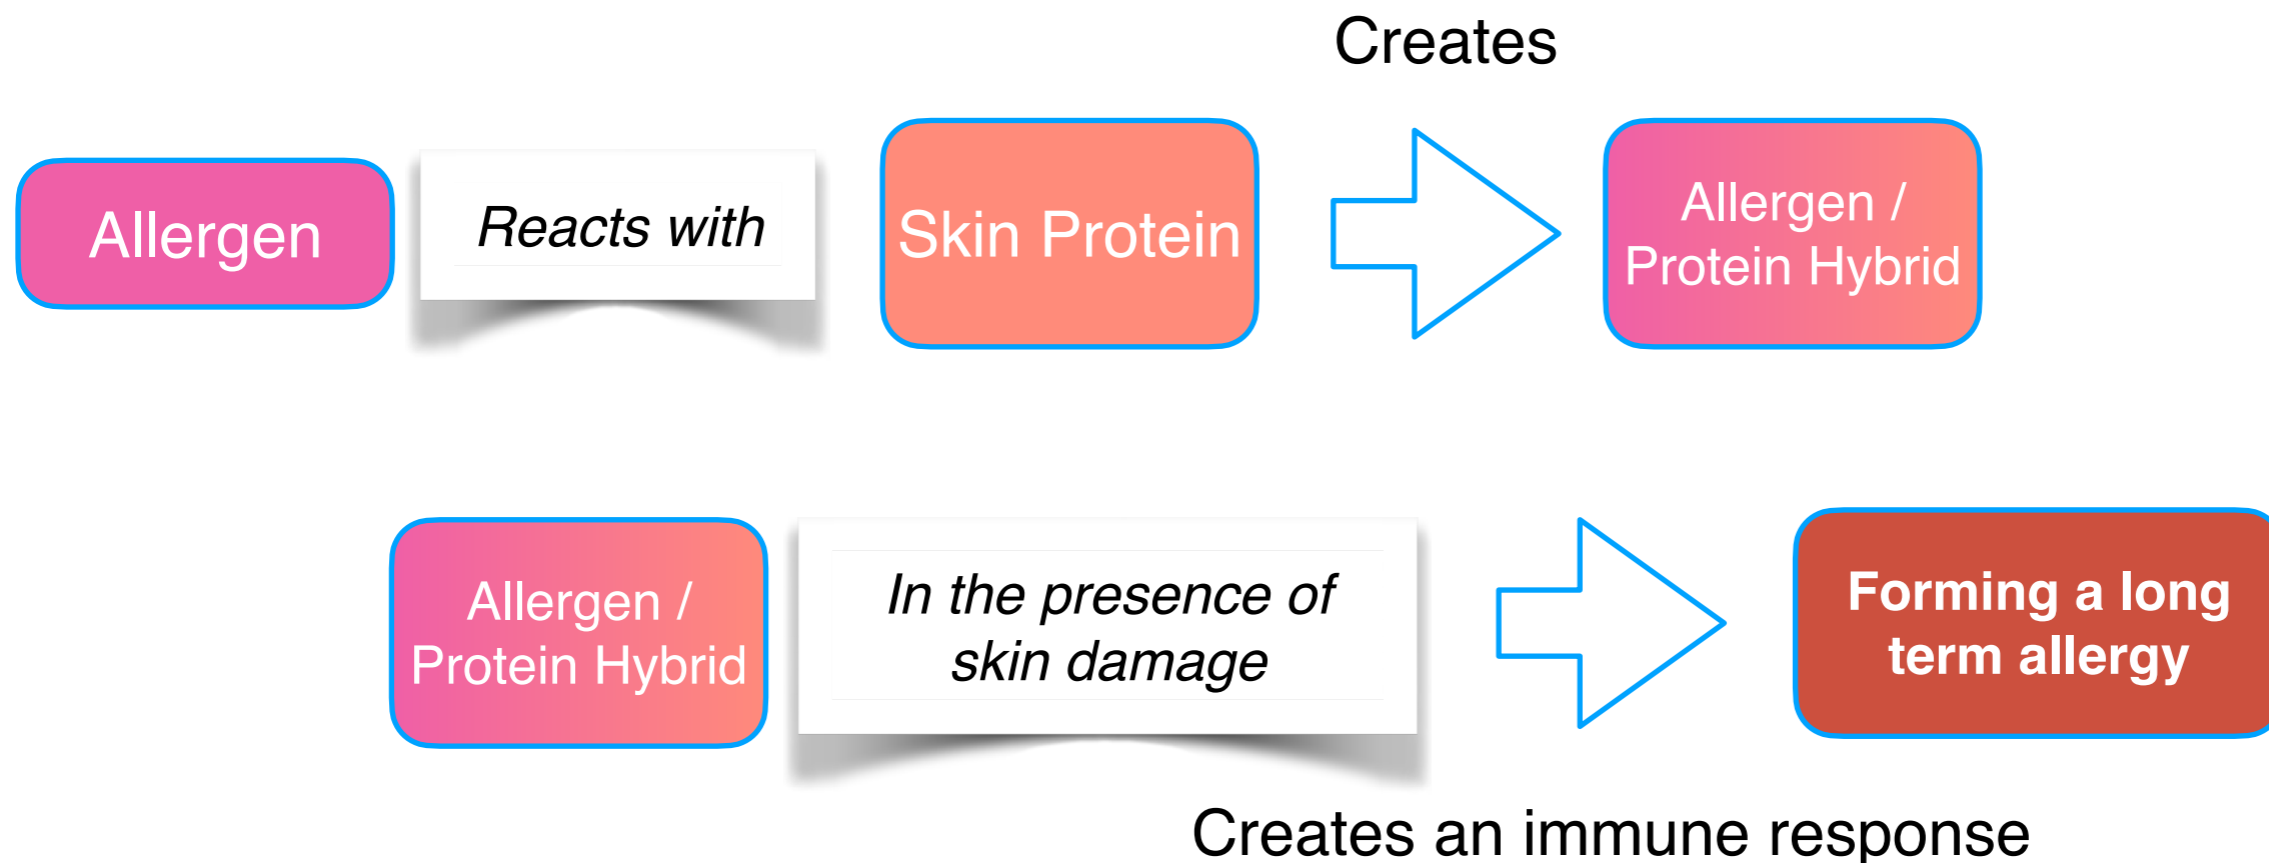 Creates
Allergen
Reacts with
Skin Protein
Allergen /
Protein Hybrid
Allergen /
Protein Hybrid
In the presence of
skin damage
Forming a long
term allergy
Creates an immune response